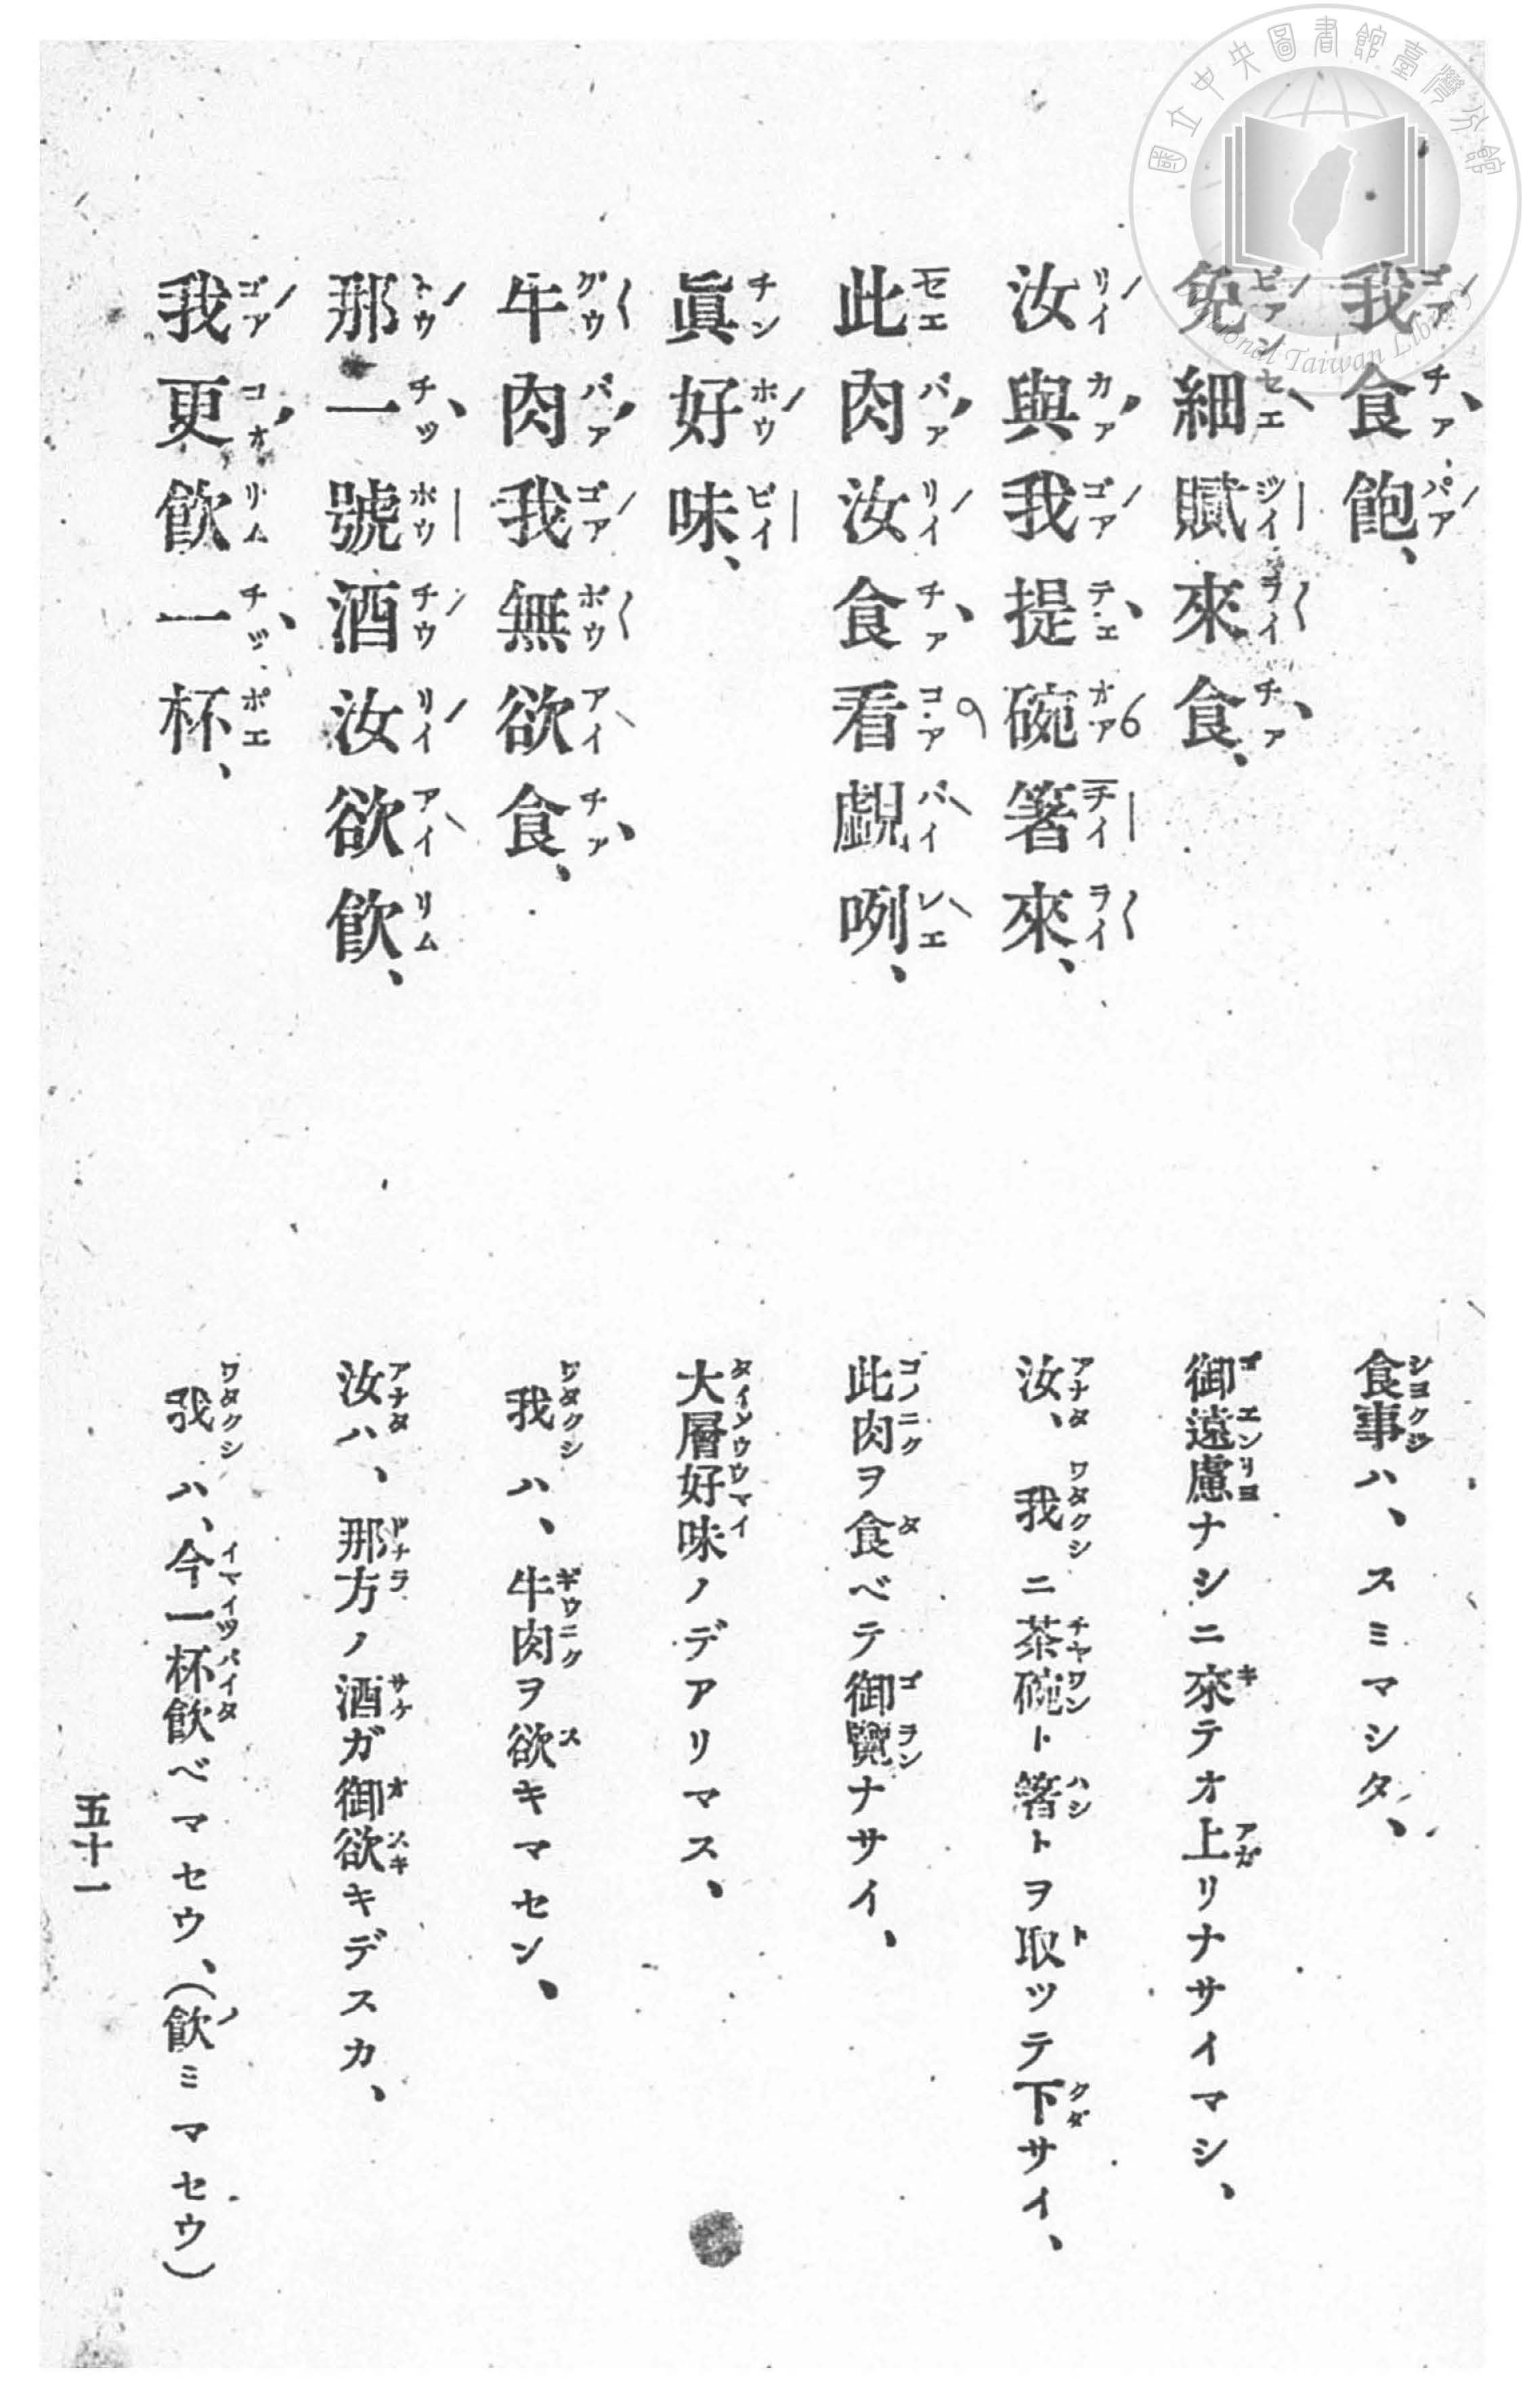 國立中央圖書館臺灣分館
National Taiwan Library
我食飽、
免細膩來食、
汝與我提碗箸來、
此肉汝食看覷咧、
眞好味、
牛肉我無欲食、
那一號酒汝欲飮、
我更飮一杯、
食事ハ、スミマシタ、
御遠慮ナシニ來テオ上リナサイマシ、
汝、我ニ茶碗ト箸トヲ取ツテ下サイ、
此肉ヲ食ベテ御覽ナサイ、
大層好味ノデアリマス、
我ハ、牛肉ヲ欲キマセン、
汝ハ、那方ノ酒ガ御欲キデスカ、
我ハ、今一杯飮ベマセウ、(飮ミマセウ)
五十一